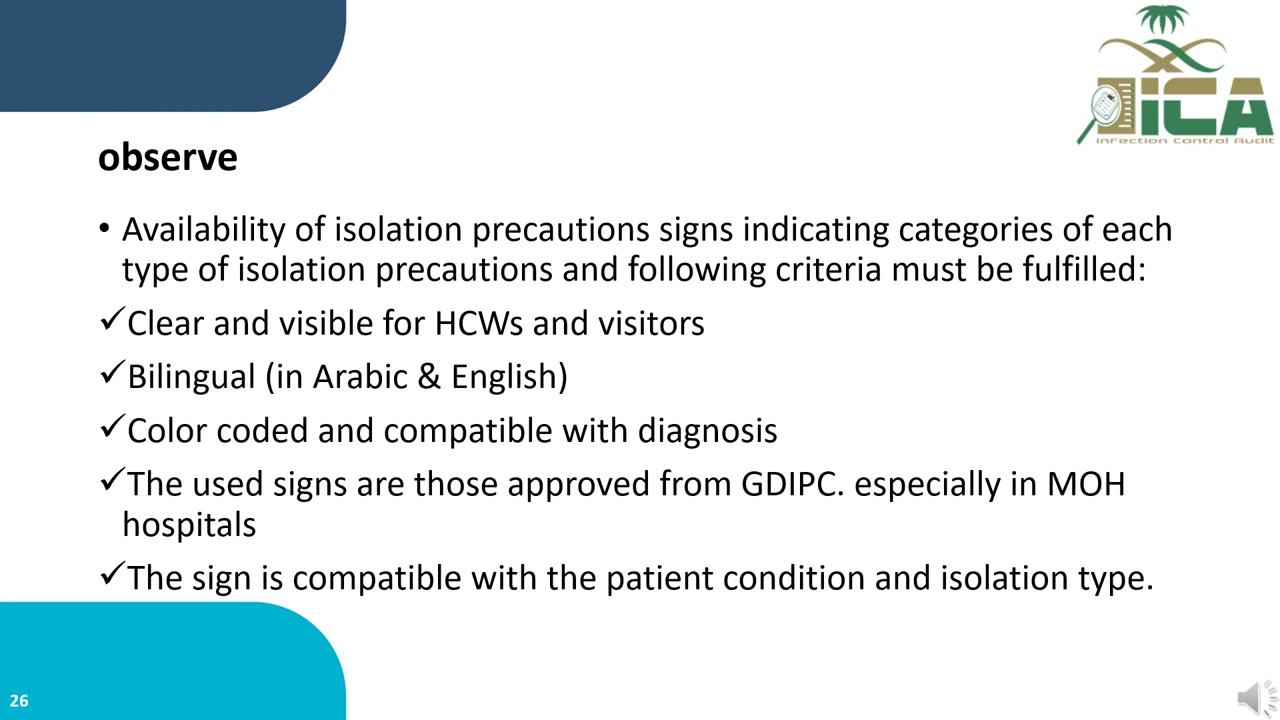 iCA
Infection Control Audit
observe
• Availability of isolation precautions signs indicating categories of each
type of isolation precautions and following criteria must be fulfilled:
✓Clear and visible for HCWs and visitors
✓Bilingual (in Arabic & English)
✓Color coded and compatible with diagnosis
✓The used signs are those approved from GDIPC. especially in MOH
hospitals
✓The sign is compatible with the patient condition and isolation type.
26